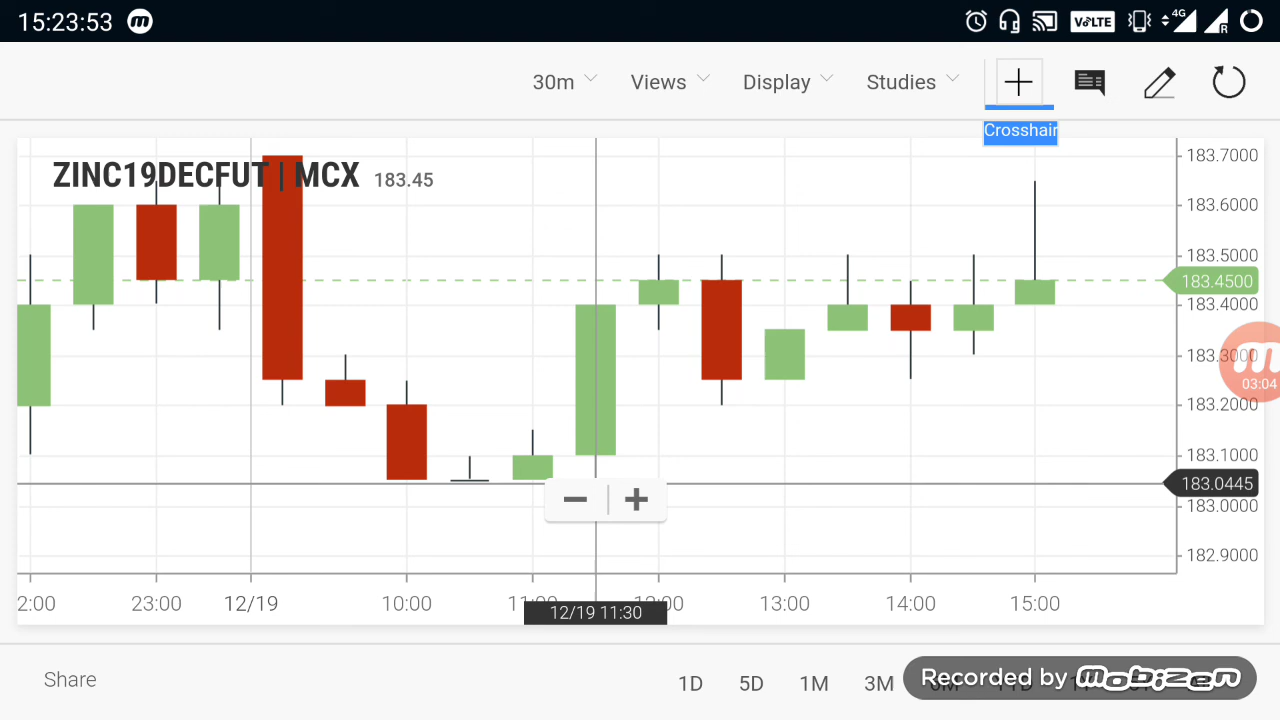 15:23:53
4G
VoLTE
R
30m
Views
Display
Studies
Crosshair
ZINC19DECFUT | MCX 183.45
183.7000
183.6000
183.5000
183.4500
183.4000
183.3000
03:04
183.2000
183.1000
183.0445
183.0000
182.9000
2:00
23:00
12/19
10:00
12/19 11:30
13:00
14:00
15:00
Share
1D
5D
1M
3M
Recorded by mobizen